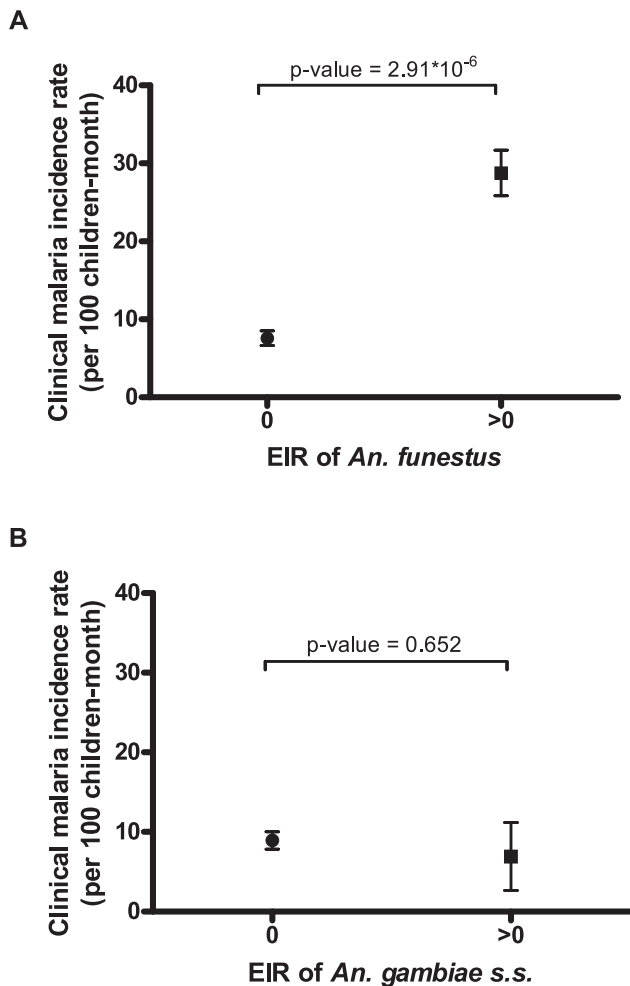 A
p-value = 2.91*10-6
Clinical malaria incidence rate
(per 100 children-month)
40
30
20
10
0
0 >0
EIR of An. funestus
B
p-value = 0.652
Clinical malaria incidence rate
(per 100 children-month)
40
30
20
10
0
0 >0
EIR of An. gambiae s.s.